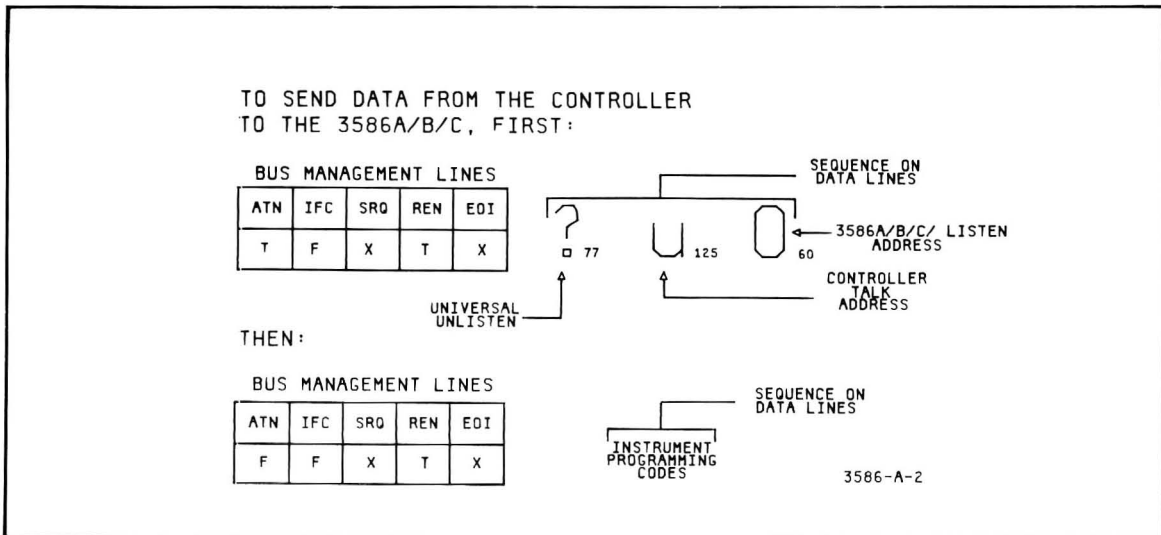 TO SEND DATA FROM THE CONTROLLER
TO THE 3586A/B/C, FIRST:
BUS MANAGEMENT LINES
ATN IFC SRQ REN EOI
T F X T X
SEQUENCE ON
DATA LINES
? 77
U 125
0 60
3586A/B/C/ LISTEN
ADDRESS
UNIVERSAL
UNLISTEN
CONTROLLER
TALK
ADDRESS
THEN:
BUS MANAGEMENT LINES
ATN IFC SRQ REN EOI
F F X T X
SEQUENCE ON
DATA LINES
INSTRUMENT
PROGRAMMING
CODES
3586-A-2